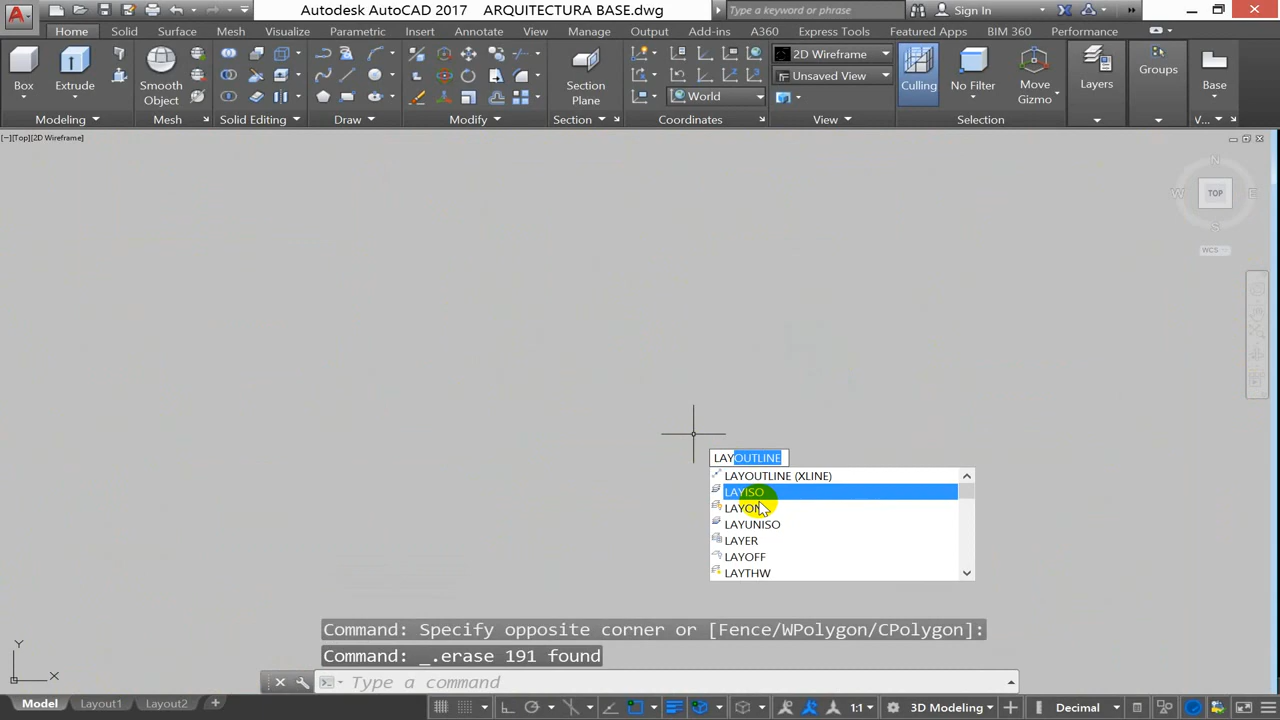 Autodesk AutoCAD 2017 ARQUITECTURA BASE.dwg
Type a keyword or phrase
Sign In
Home Solid Surface Mesh Visualize Parametric Insert Annotate View Manage Output Add-ins A360 Express Tools Featured Apps BIM 360 Performance
Box
Extrude
Smooth
Object
Section
Plane
World
2D Wireframe
Unsaved View
Culling
No Filter
Move
Gizmo
Layers
Groups
Base
Modeling
Mesh
Solid Editing
Draw
Modify
Section
Coordinates
View
Selection
V...
[−][Top][2D Wireframe]
N
W
TOP
E
S
WCS
LAYOUTLINE
LAYOUTLINE (XLINE)
LAYISO
LAYON
LAYUNISO
LAYER
LAYOFF
LAYTHW
Command: Specify opposite corner or [Fence/WPolygon/CPolygon]:
Command: _.erase 191 found
Type a command
Y
X
Model Layout1 Layout2 +
1:1
3D Modeling
Decimal